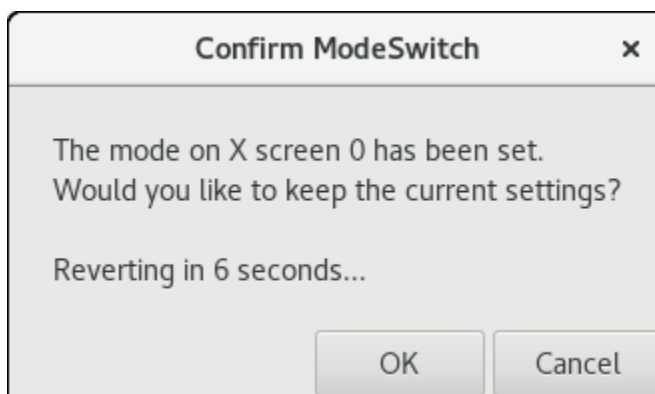 Confirm ModeSwitch
The mode on X screen 0 has been set.
Would you like to keep the current settings?
Reverting in 6 seconds...
OK Cancel